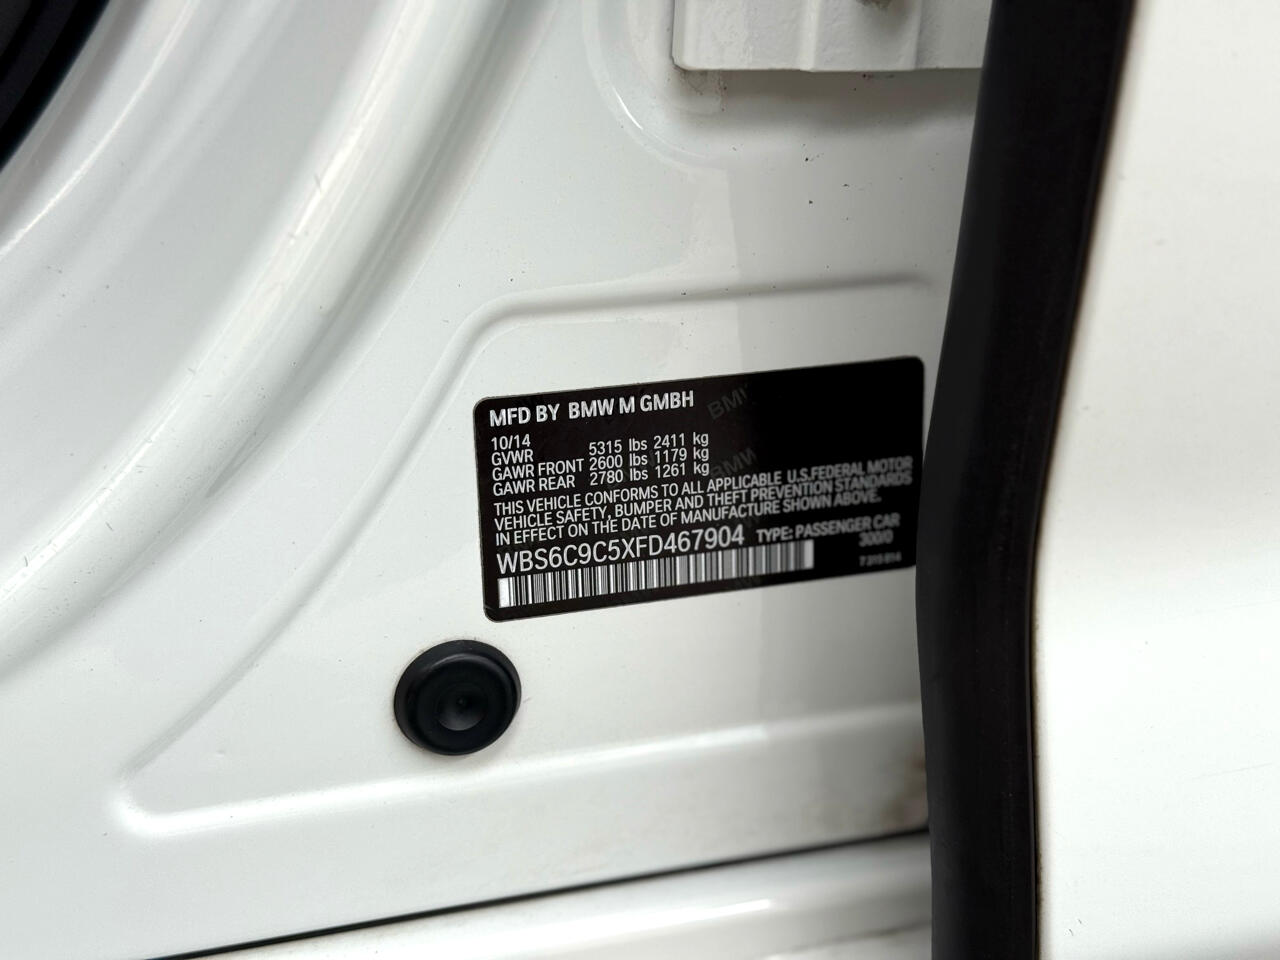 MFD BY BMW M GMBH
10/14
GVWR 5315 lbs 2411 kg
GAWR FRONT 2600 lbs 1179 kg
GAWR REAR 2780 lbs 1261 kg
THIS VEHICLE CONFORMS TO ALL APPLICABLE U.S.FEDERAL MOTOR
VEHICLE SAFETY, BUMPER AND THEFT PREVENTION STANDARDS
IN EFFECT ON THE DATE OF MANUFACTURE SHOWN ABOVE.
WBS6C9C5XFD467904 TYPE: PASSENGER CAR
300/0